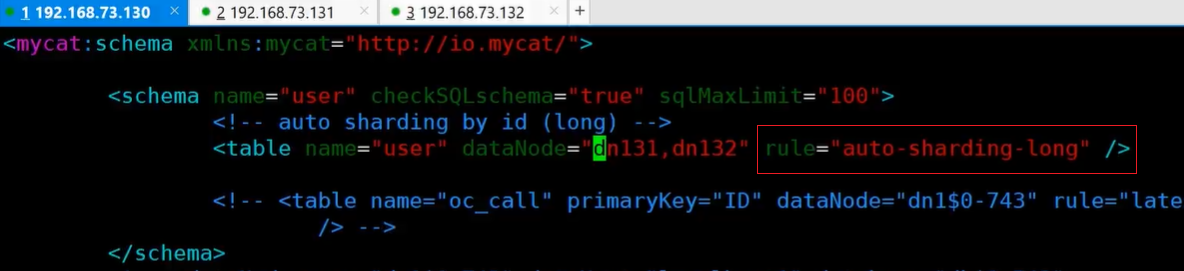 1 192.168.73.130 × 2 192.168.73.131 × 3 192.168.73.132 × +
<mycat:schema xmlns:mycat="http://io.mycat/">
<schema name="user" checkSQLschema="true" sqlMaxLimit="100">
<!-- auto sharding by id (long) -->
<table name="user" dataNode="dn131,dn132" rule="auto-sharding-long" />
<!-- <table name="oc_call" primaryKey="ID" dataNode="dn1$0-743" rule="late
/> -->
</schema>